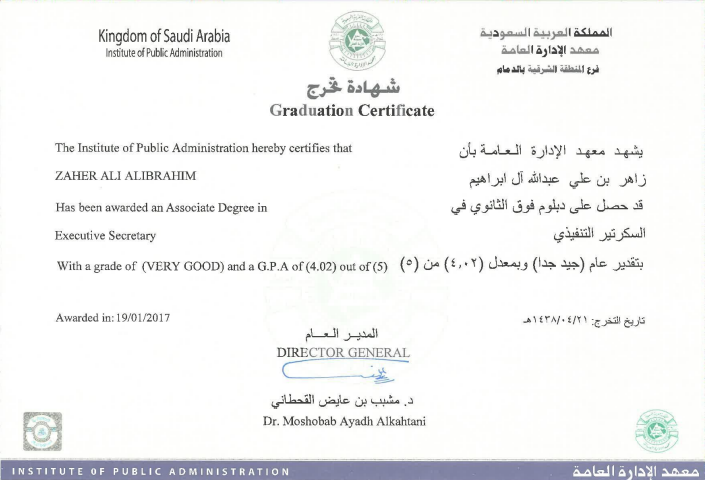 Kingdom of Saudi Arabia
Institute of Public Administration
المملكة العربية السعودية
معهد الإدارة العامة
فرع المنطقة الشرقية بالدمام
شهادة تخرج
Graduation Certificate
The Institute of Public Administration hereby certifies that
يشهد معهد الإدارة العامة بأن
ZAHER ALI ALIBRAHIM
زاهر بن علي عبدالله آل ابراهيم
Has been awarded an Associate Degree in
قد حصل على دبلوم فوق الثانوي في
Executive Secretary
السكرتير التنفيذي
With a grade of (VERY GOOD) and a G.P.A of (4.02) out of (5)
بتقدير عام (جيد جدا) وبمعدل (٤,٠٢) من (٥)
Awarded in: 19/01/2017
تاريخ التخرج: ١٤٣٨/٠٤/٢١هـ
المدير العام
DIRECTOR GENERAL
د. مشبب بن عايض القحطاني
Dr. Moshobab Ayadh Alkahtani
INSTITUTE OF PUBLIC ADMINISTRATION
معهد الإدارة العامة